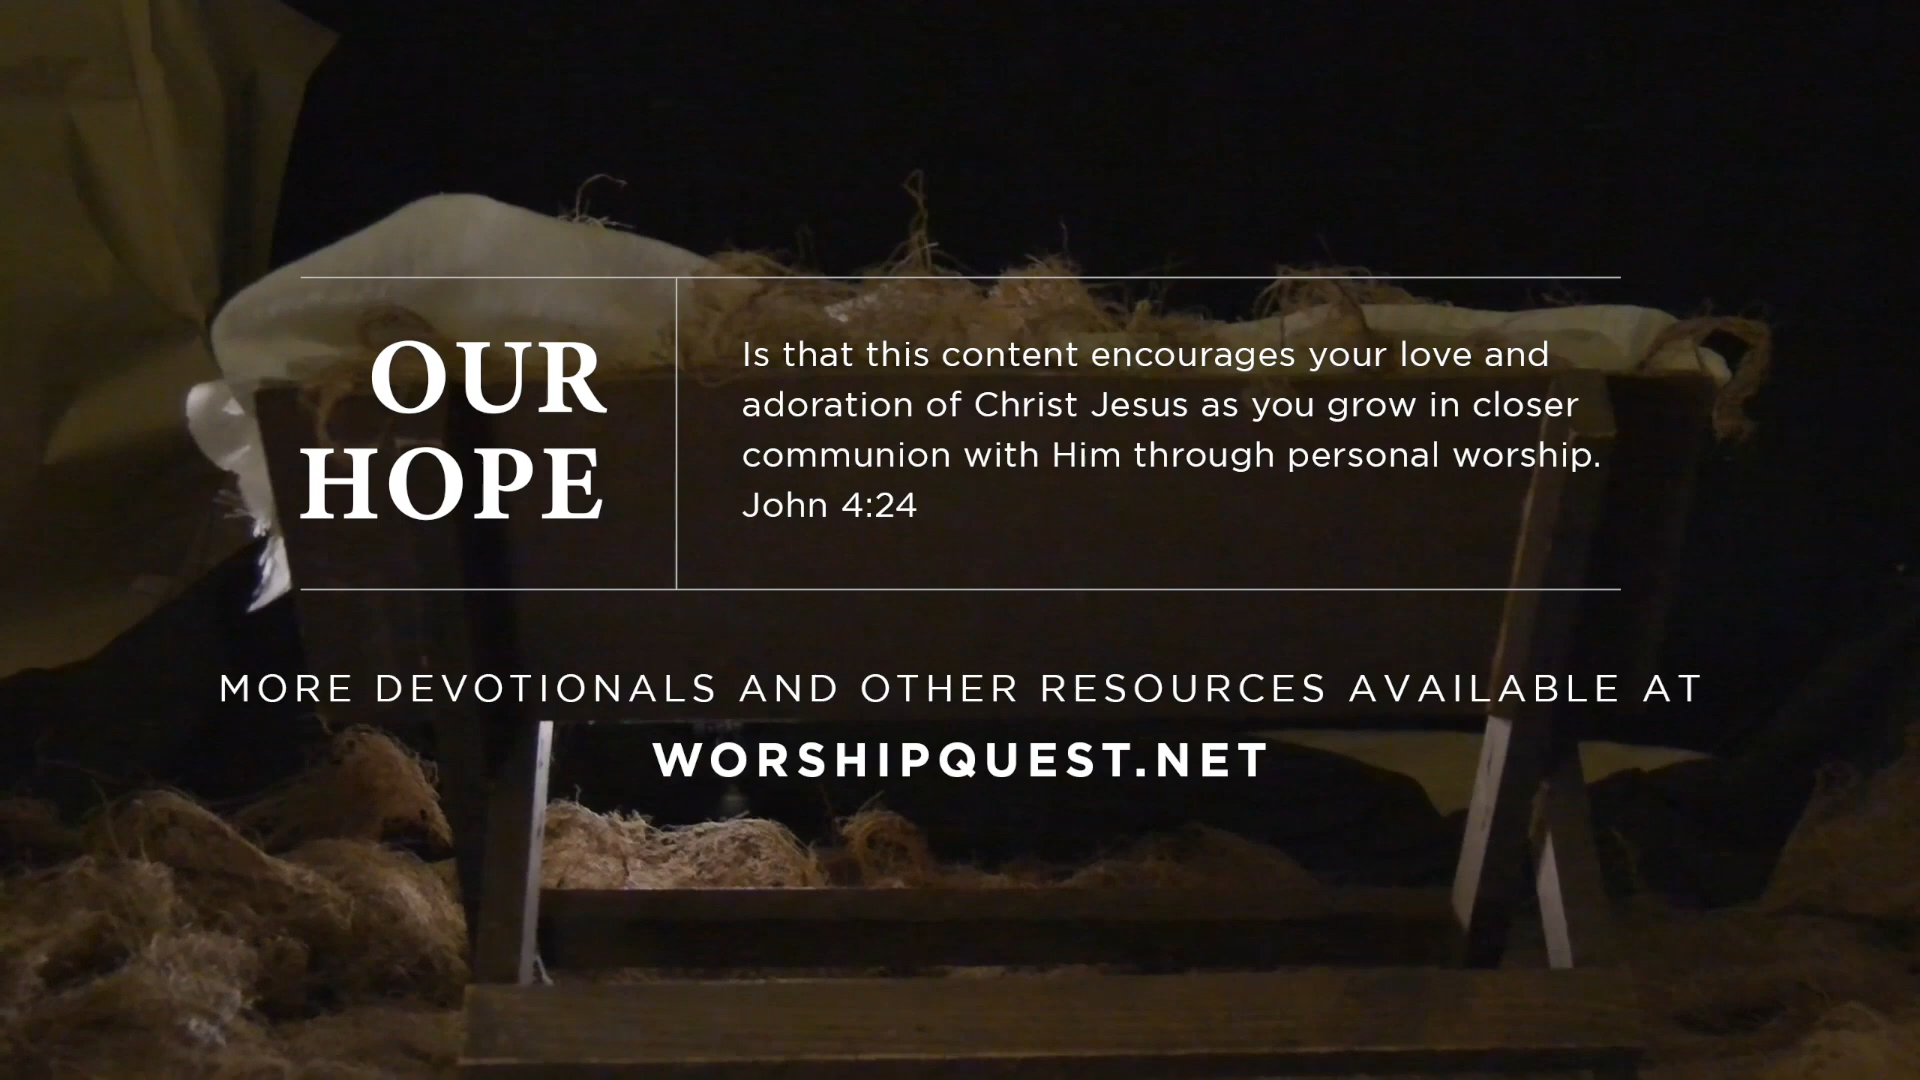 OUR
HOPE
Is that this content encourages your love and
adoration of Christ Jesus as you grow in closer
communion with Him through personal worship.
John 4:24
MORE DEVOTIONALS AND OTHER RESOURCES AVAILABLE AT
WORSHIPQUEST.NET